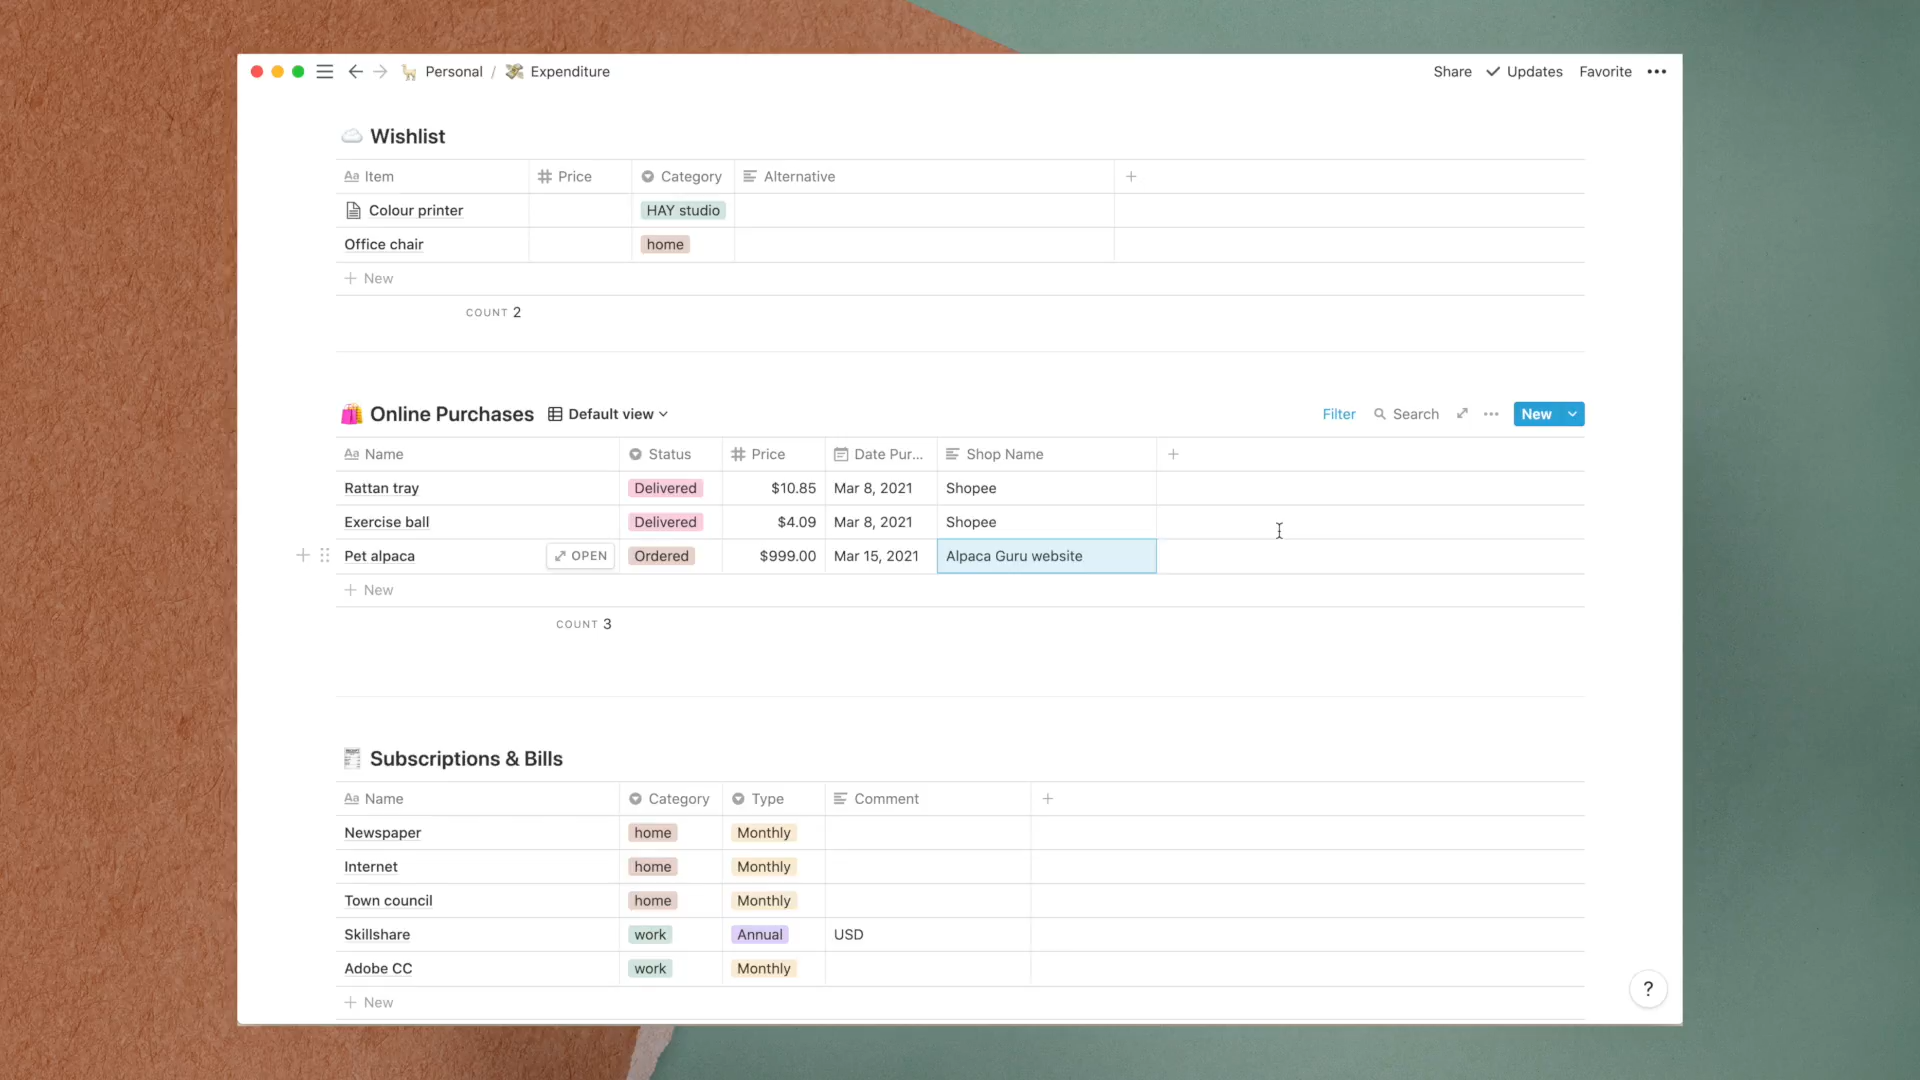 Personal / Expenditure
Share Updates Favorite
Wishlist
Aa Item Price Category Alternative
Colour printer HAY studio
Office chair home
New
COUNT 2
Online Purchases Default view Filter Search New
Aa Name Status Price Date Pur... Shop Name
Rattan tray Delivered $10.85 Mar 8, 2021 Shopee
Exercise ball Delivered $4.09 Mar 8, 2021 Shopee
Pet alpaca OPEN Ordered $999.00 Mar 15, 2021 Alpaca Guru website
New
COUNT 3
Subscriptions & Bills
Aa Name Category Type Comment
Newspaper home Monthly
Internet home Monthly
Town council home Monthly
Skillshare work Annual USD
Adobe CC work Monthly
New
?